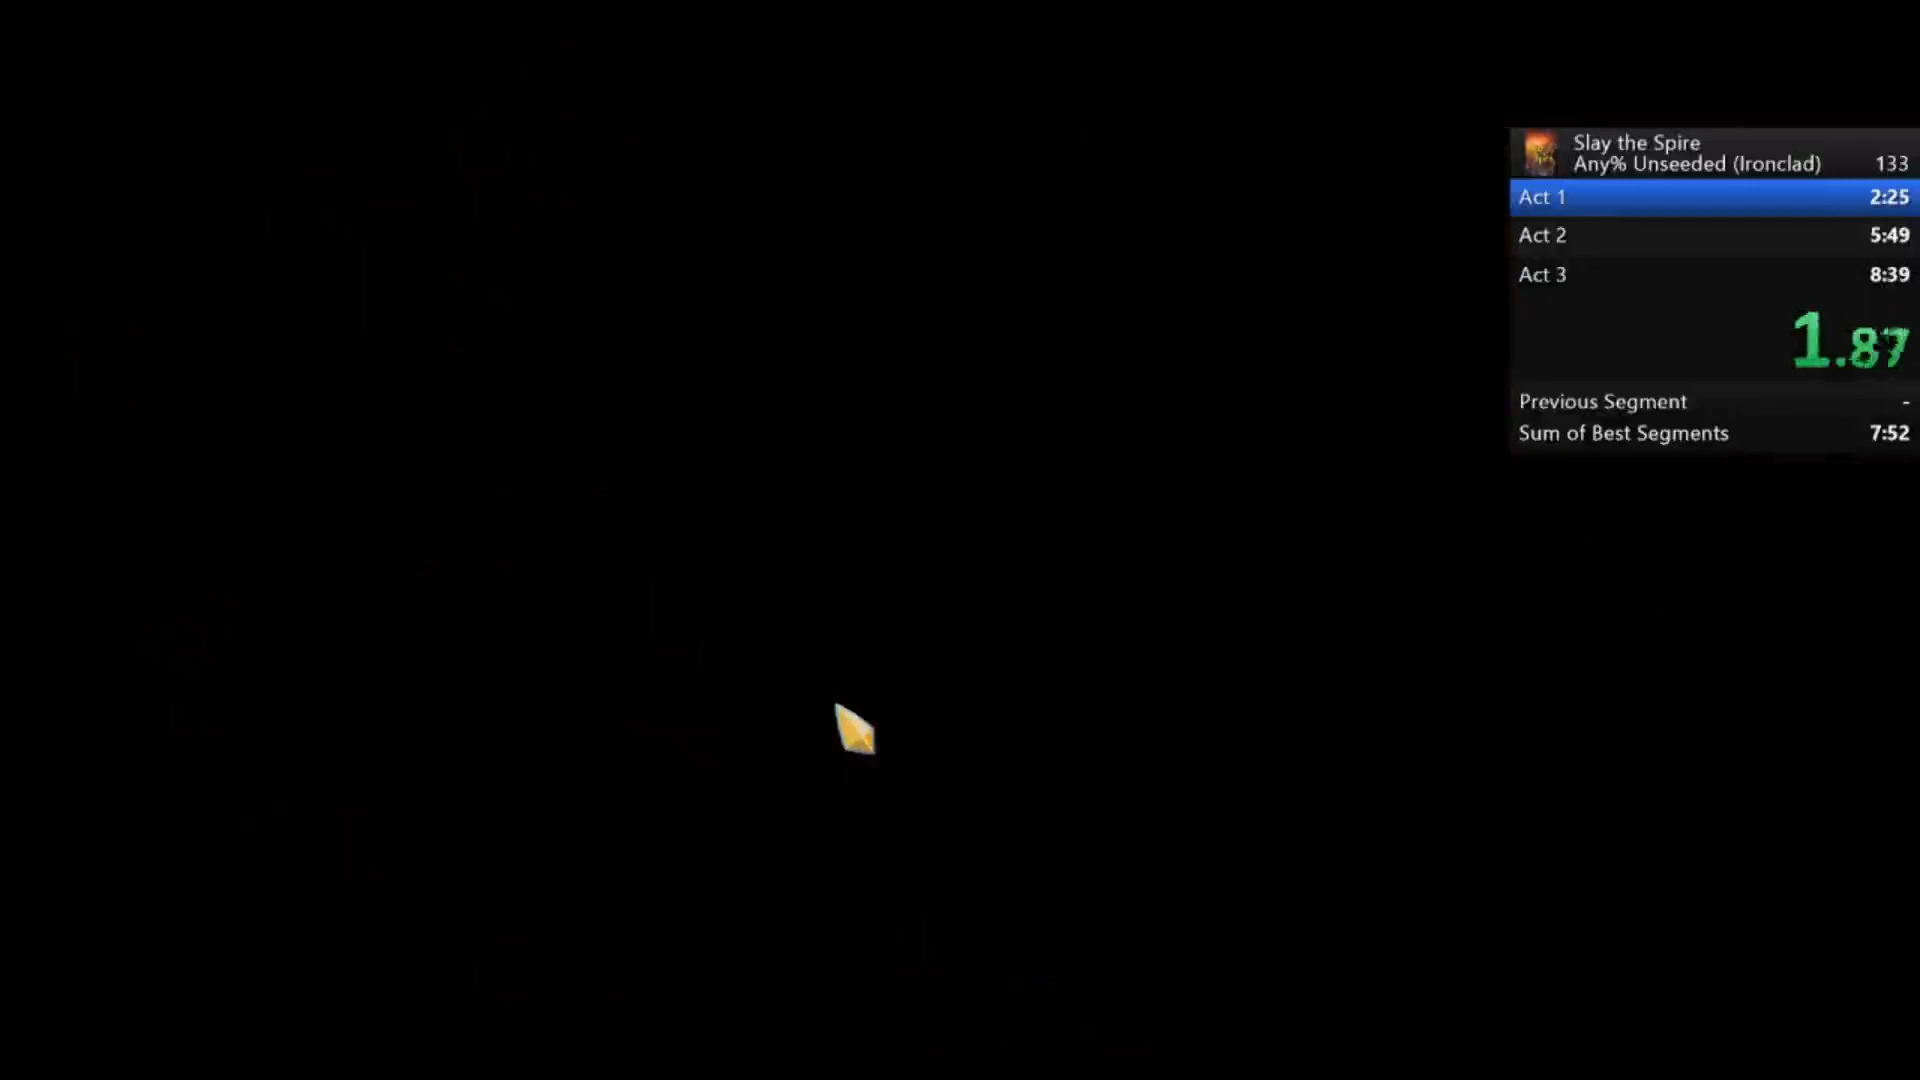 Slay the Spire
Any% Unseeded (Ironclad) 133
Act 1 2:25
Act 2 5:49
Act 3 8:39
1.87
Previous Segment -
Sum of Best Segments 7:52